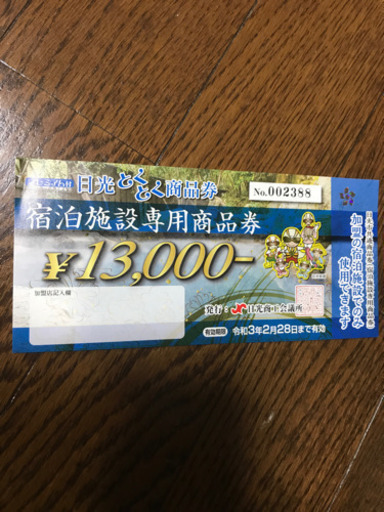 日光とくとく商品券
No.002388
宿泊施設専用商品券
¥13,000-
加盟店記入欄
発行：日光商工会議所
有効期限 令和3年2月28日まで有効
加盟の宿泊施設でのみ
使用できます